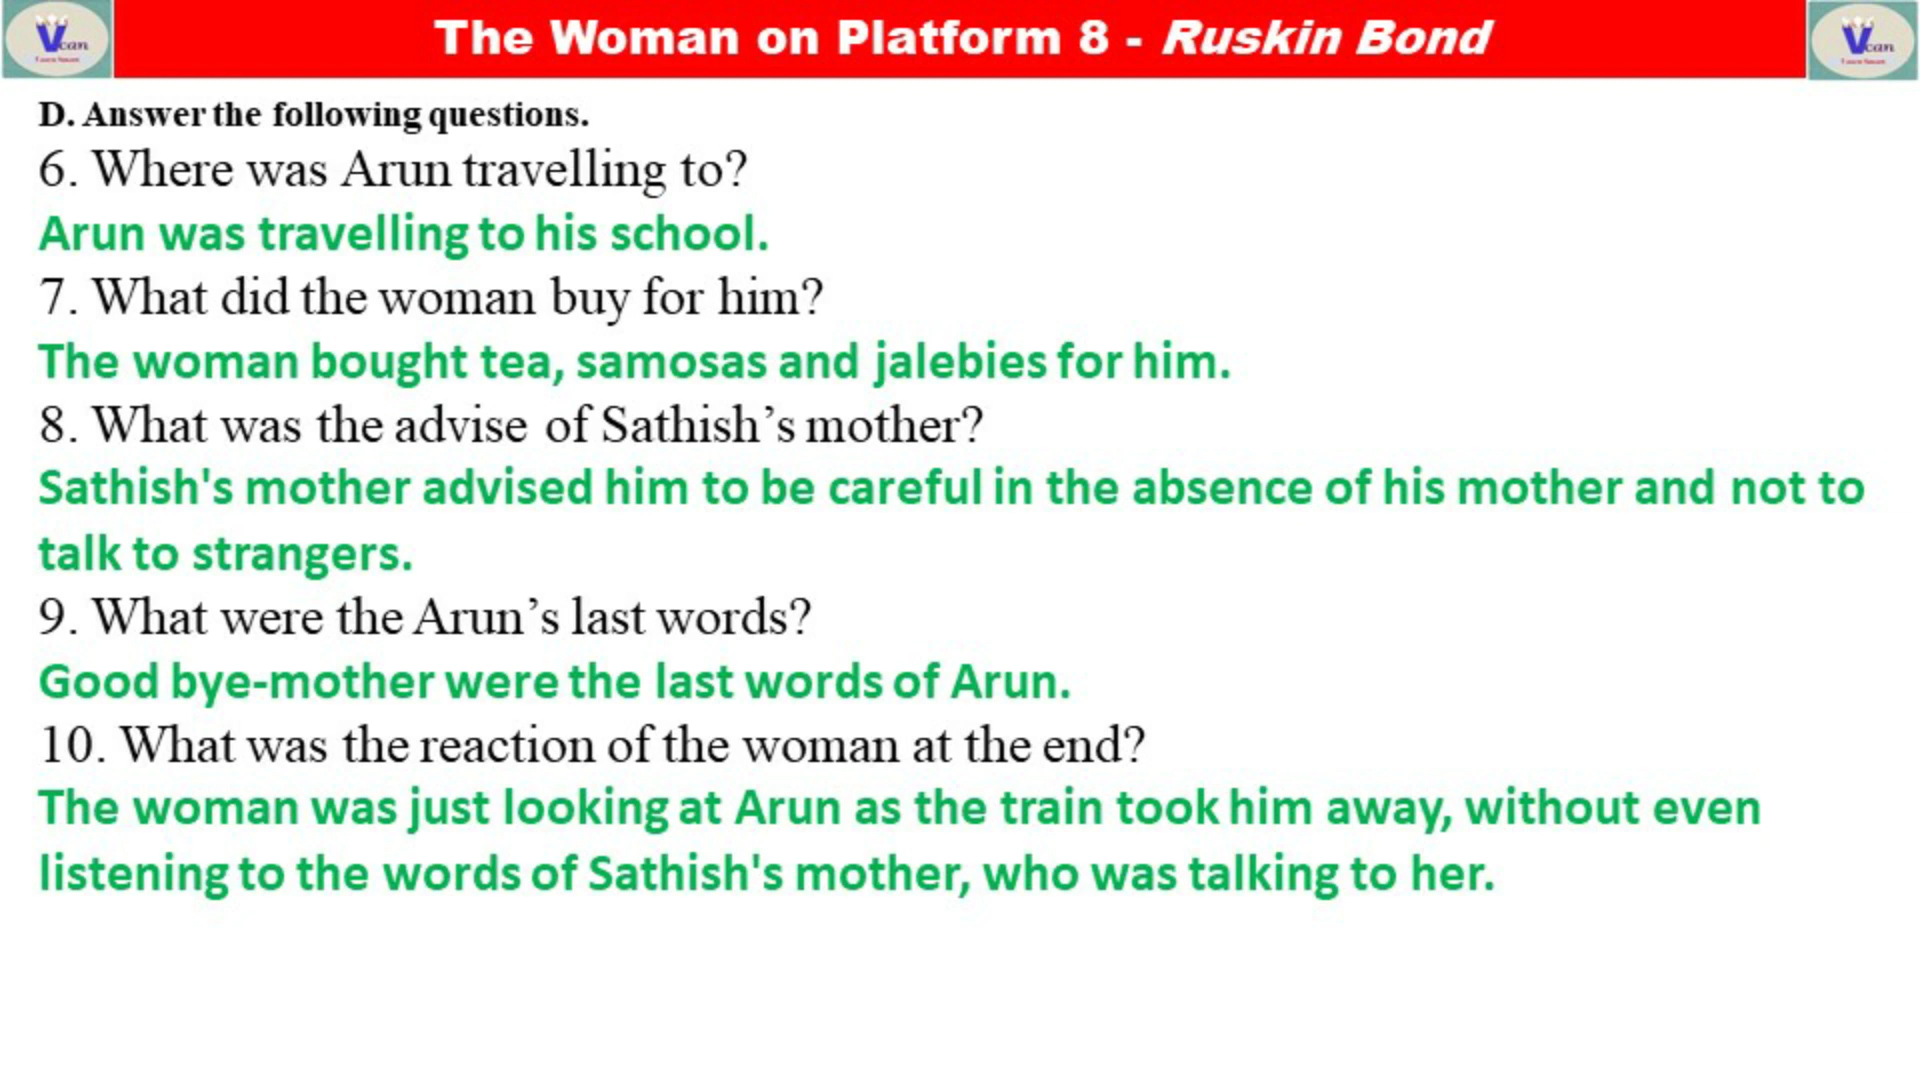 Vcan
The Woman on Platform 8 - Ruskin Bond
Vcan
D. Answer the following questions.
6. Where was Arun travelling to?
Arun was travelling to his school.
7. What did the woman buy for him?
The woman bought tea, samosas and jalebies for him.
8. What was the advise of Sathish’s mother?
Sathish's mother advised him to be careful in the absence of his mother and not to
talk to strangers.
9. What were the Arun’s last words?
Good bye-mother were the last words of Arun.
10. What was the reaction of the woman at the end?
The woman was just looking at Arun as the train took him away, without even
listening to the words of Sathish's mother, who was talking to her.